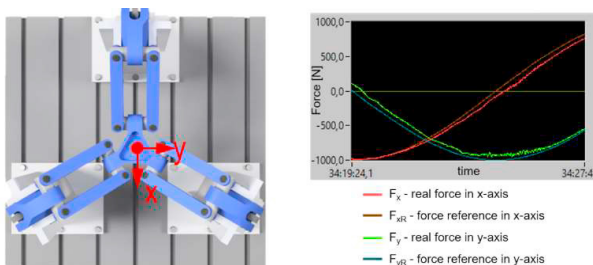 y
x
1000,0
500,0
0,0
-500,0
-1000,0
Force [N]
34:19:24,1
time
34:27:4
Fx - real force in x-axis
FxR - force reference in x-axis
Fy - real force in y-axis
FyR - force reference in y-axis